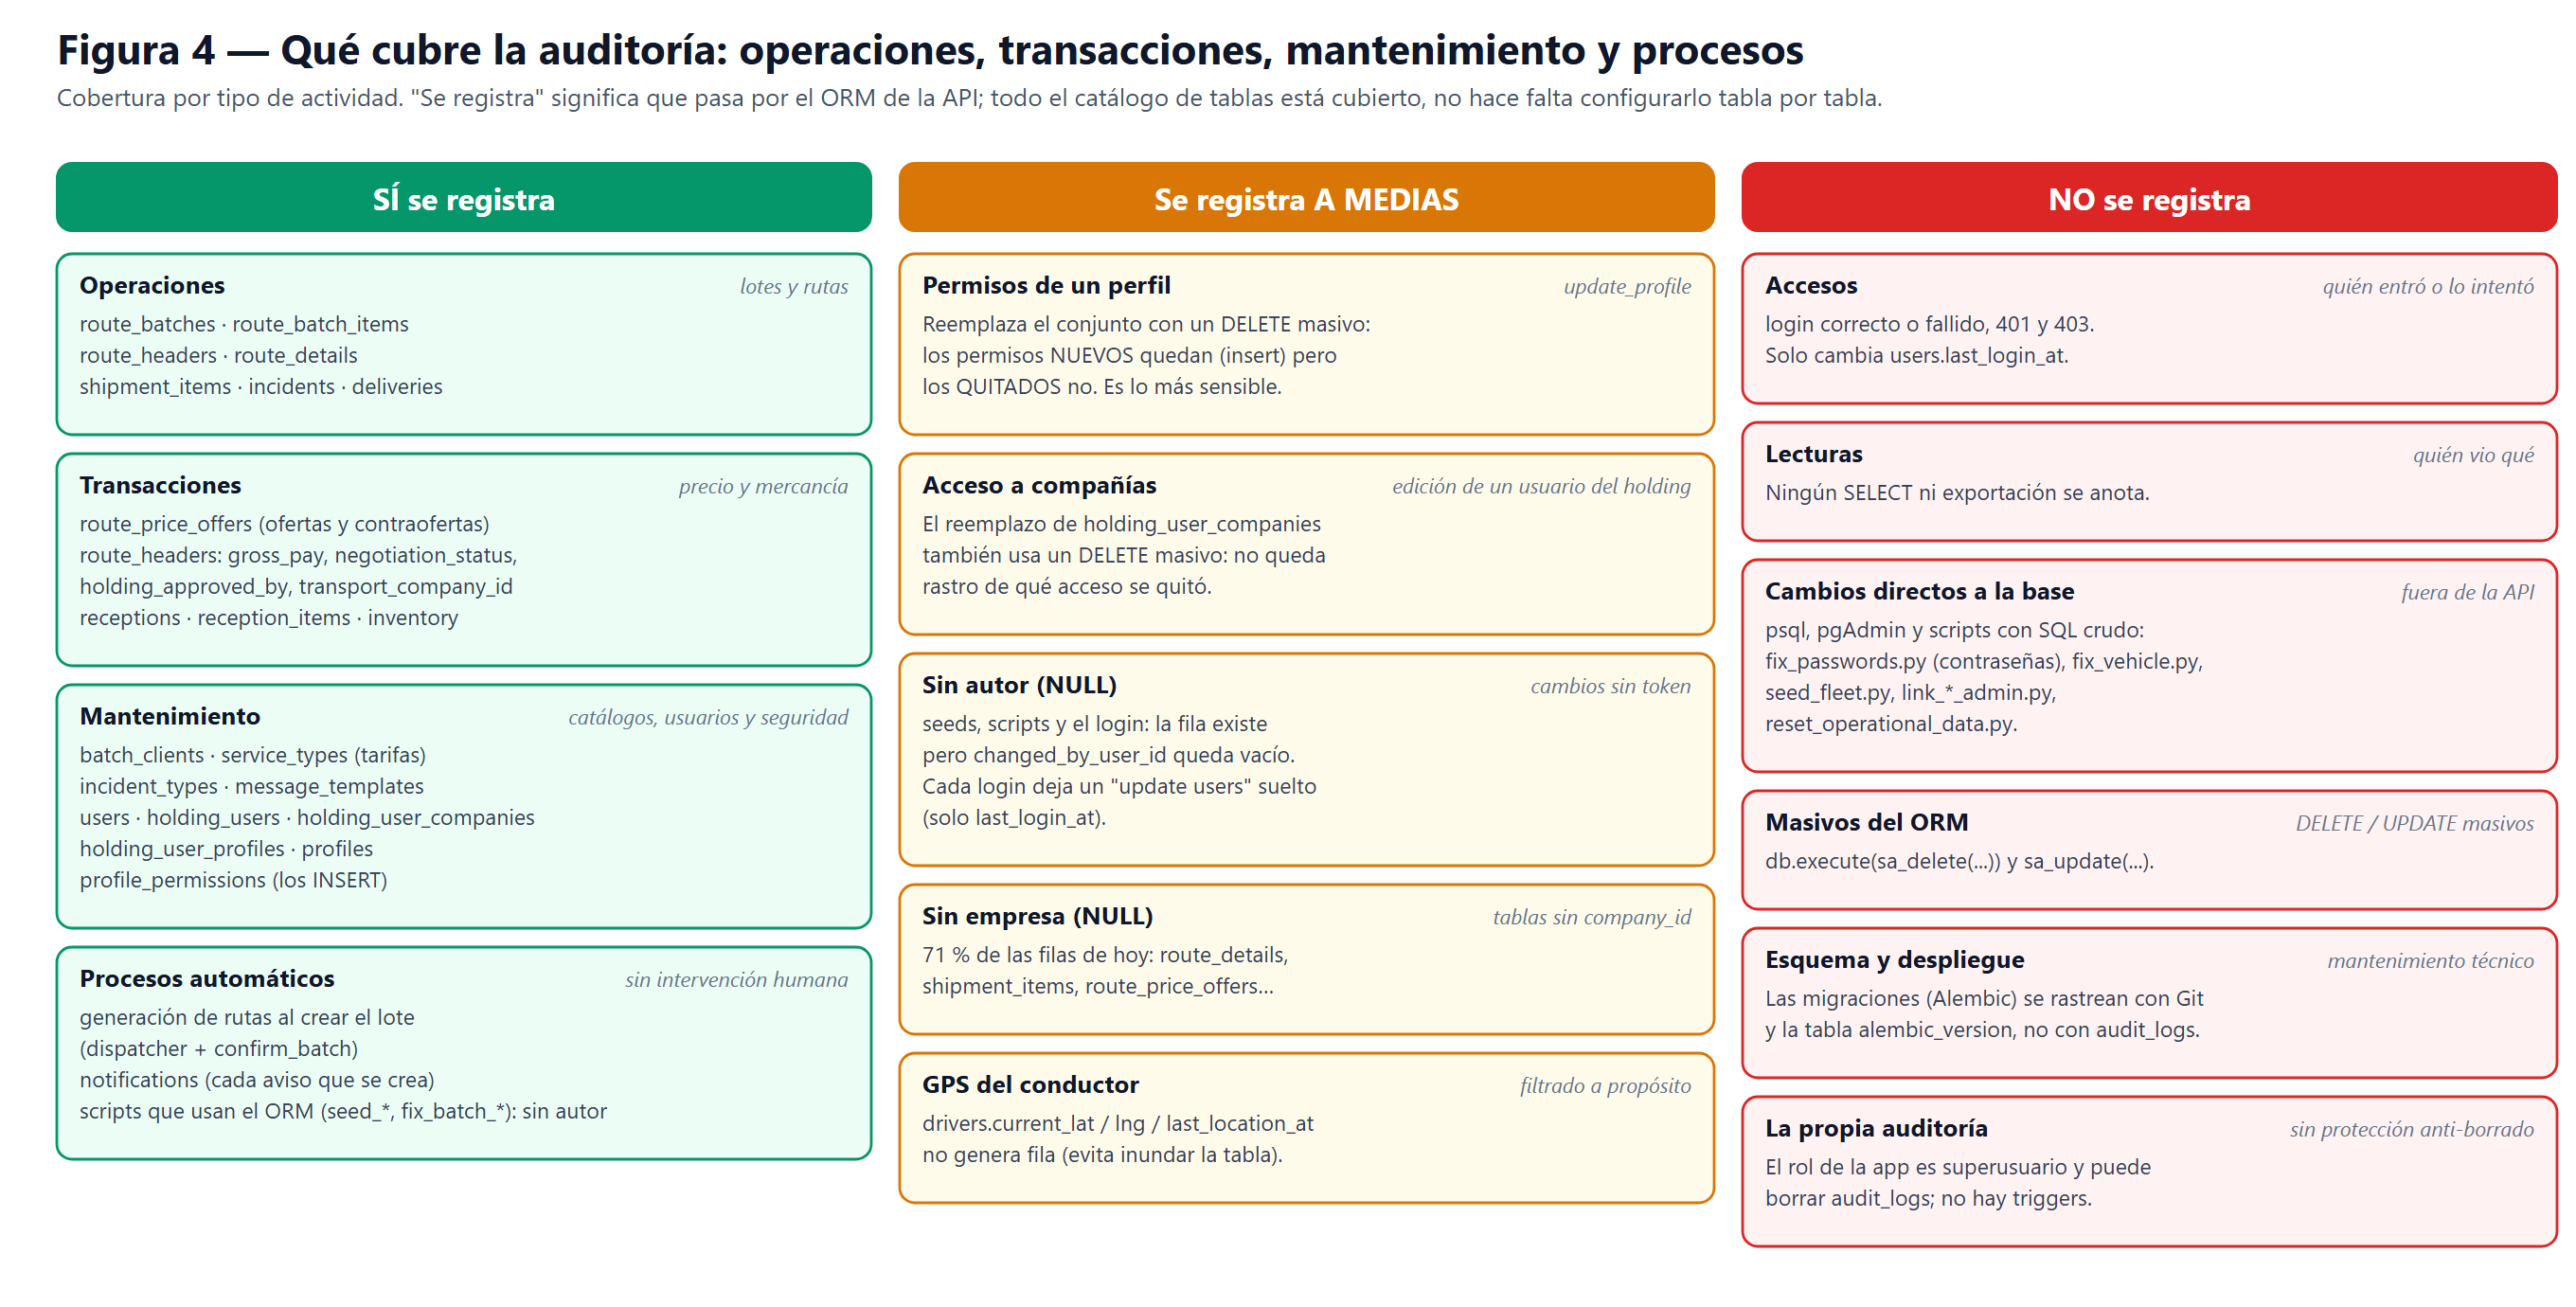 Figura 4 — Qué cubre la auditoría: operaciones, transacciones, mantenimiento y procesos
Cobertura por tipo de actividad. "Se registra" significa que pasa por el ORM de la API; todo el catálogo de tablas está cubierto, no hace falta configurarlo tabla por tabla.
SÍ se registra
Operaciones
lotes y rutas
route_batches · route_batch_items
route_headers · route_details
shipment_items · incidents · deliveries
Transacciones
precio y mercancía
route_price_offers (ofertas y contraofertas)
route_headers: gross_pay, negotiation_status,
holding_approved_by, transport_company_id
receptions · reception_items · inventory
Mantenimiento
catálogos, usuarios y seguridad
batch_clients · service_types (tarifas)
incident_types · message_templates
users · holding_users · holding_user_companies
holding_user_profiles · profiles
profile_permissions (los INSERT)
Procesos automáticos
sin intervención humana
generación de rutas al crear el lote
(dispatcher + confirm_batch)
notifications (cada aviso que se crea)
scripts que usan el ORM (seed_*, fix_batch_*): sin autor
Se registra A MEDIAS
Permisos de un perfil
update_profile
Reemplaza el conjunto con un DELETE masivo:
los permisos NUEVOS quedan (insert) pero
los QUITADOS no. Es lo más sensible.
Acceso a compañías
edición de un usuario del holding
El reemplazo de holding_user_companies
también usa un DELETE masivo: no queda
rastro de qué acceso se quitó.
Sin autor (NULL)
cambios sin token
seeds, scripts y el login: la fila existe
pero changed_by_user_id queda vacío.
Cada login deja un "update users" suelto
(solo last_login_at).
Sin empresa (NULL)
tablas sin company_id
71 % de las filas de hoy: route_details,
shipment_items, route_price_offers...
GPS del conductor
filtrado a propósito
drivers.current_lat / lng / last_location_at
no genera fila (evita inundar la tabla).
NO se registra
Accesos
quién entró o lo intentó
login correcto o fallido, 401 y 403.
Solo cambia users.last_login_at.
Lecturas
quién vio qué
Ningún SELECT ni exportación se anota.
Cambios directos a la base
fuera de la API
psql, pgAdmin y scripts con SQL crudo:
fix_passwords.py (contraseñas), fix_vehicle.py,
seed_fleet.py, link_*_admin.py,
reset_operational_data.py.
Masivos del ORM
DELETE / UPDATE masivos
db.execute(sa_delete(...)) y sa_update(...).
Esquema y despliegue
mantenimiento técnico
Las migraciones (Alembic) se rastrean con Git
y la tabla alembic_version, no con audit_logs.
La propia auditoría
sin protección anti-borrado
El rol de la app es superusuario y puede
borrar audit_logs; no hay triggers.